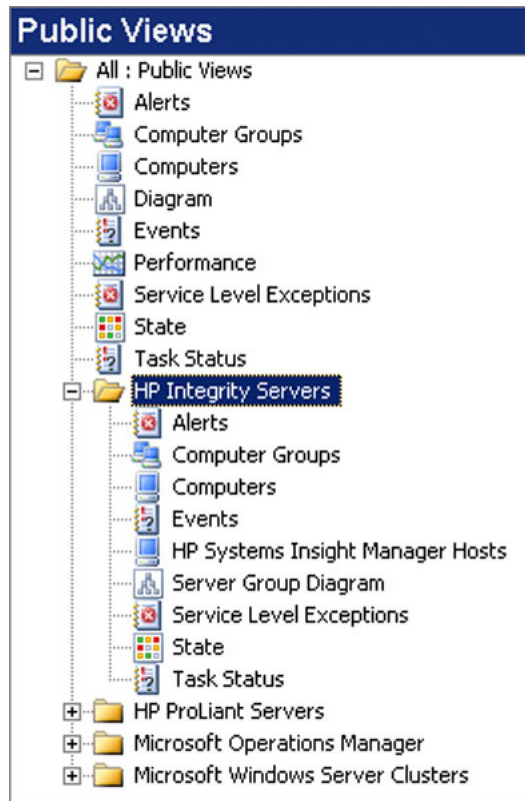 Public Views
All : Public Views
Alerts
Computer Groups
Computers
Diagram
Events
Performance
Service Level Exceptions
State
Task Status
HP Integrity Servers
Alerts
Computer Groups
Computers
Events
HP Systems Insight Manager Hosts
Server Group Diagram
Service Level Exceptions
State
Task Status
HP ProLiant Servers
Microsoft Operations Manager
Microsoft Windows Server Clusters